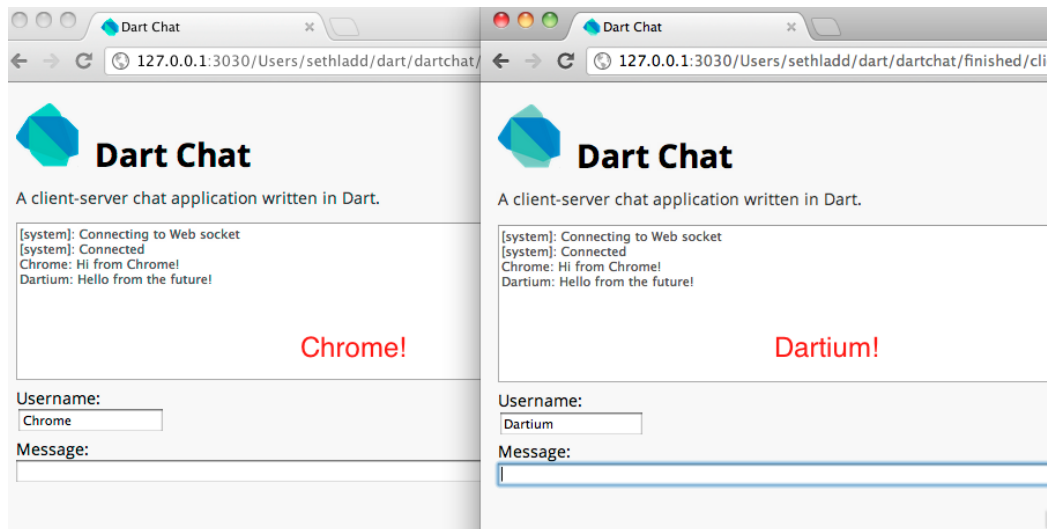 Dart Chat
127.0.0.1:3030/Users/sethladd/dart/dartchat/
Dart Chat
A client-server chat application written in Dart.
[system]: Connecting to Web socket
[system]: Connected
Chrome: Hi from Chrome!
Dartium: Hello from the future!
Chrome!
Username:
Chrome
Message:
Dart Chat
127.0.0.1:3030/Users/sethladd/dart/dartchat/finished/cli
Dart Chat
A client-server chat application written in Dart.
[system]: Connecting to Web socket
[system]: Connected
Chrome: Hi from Chrome!
Dartium: Hello from the future!
Dartium!
Username:
Dartium
Message: